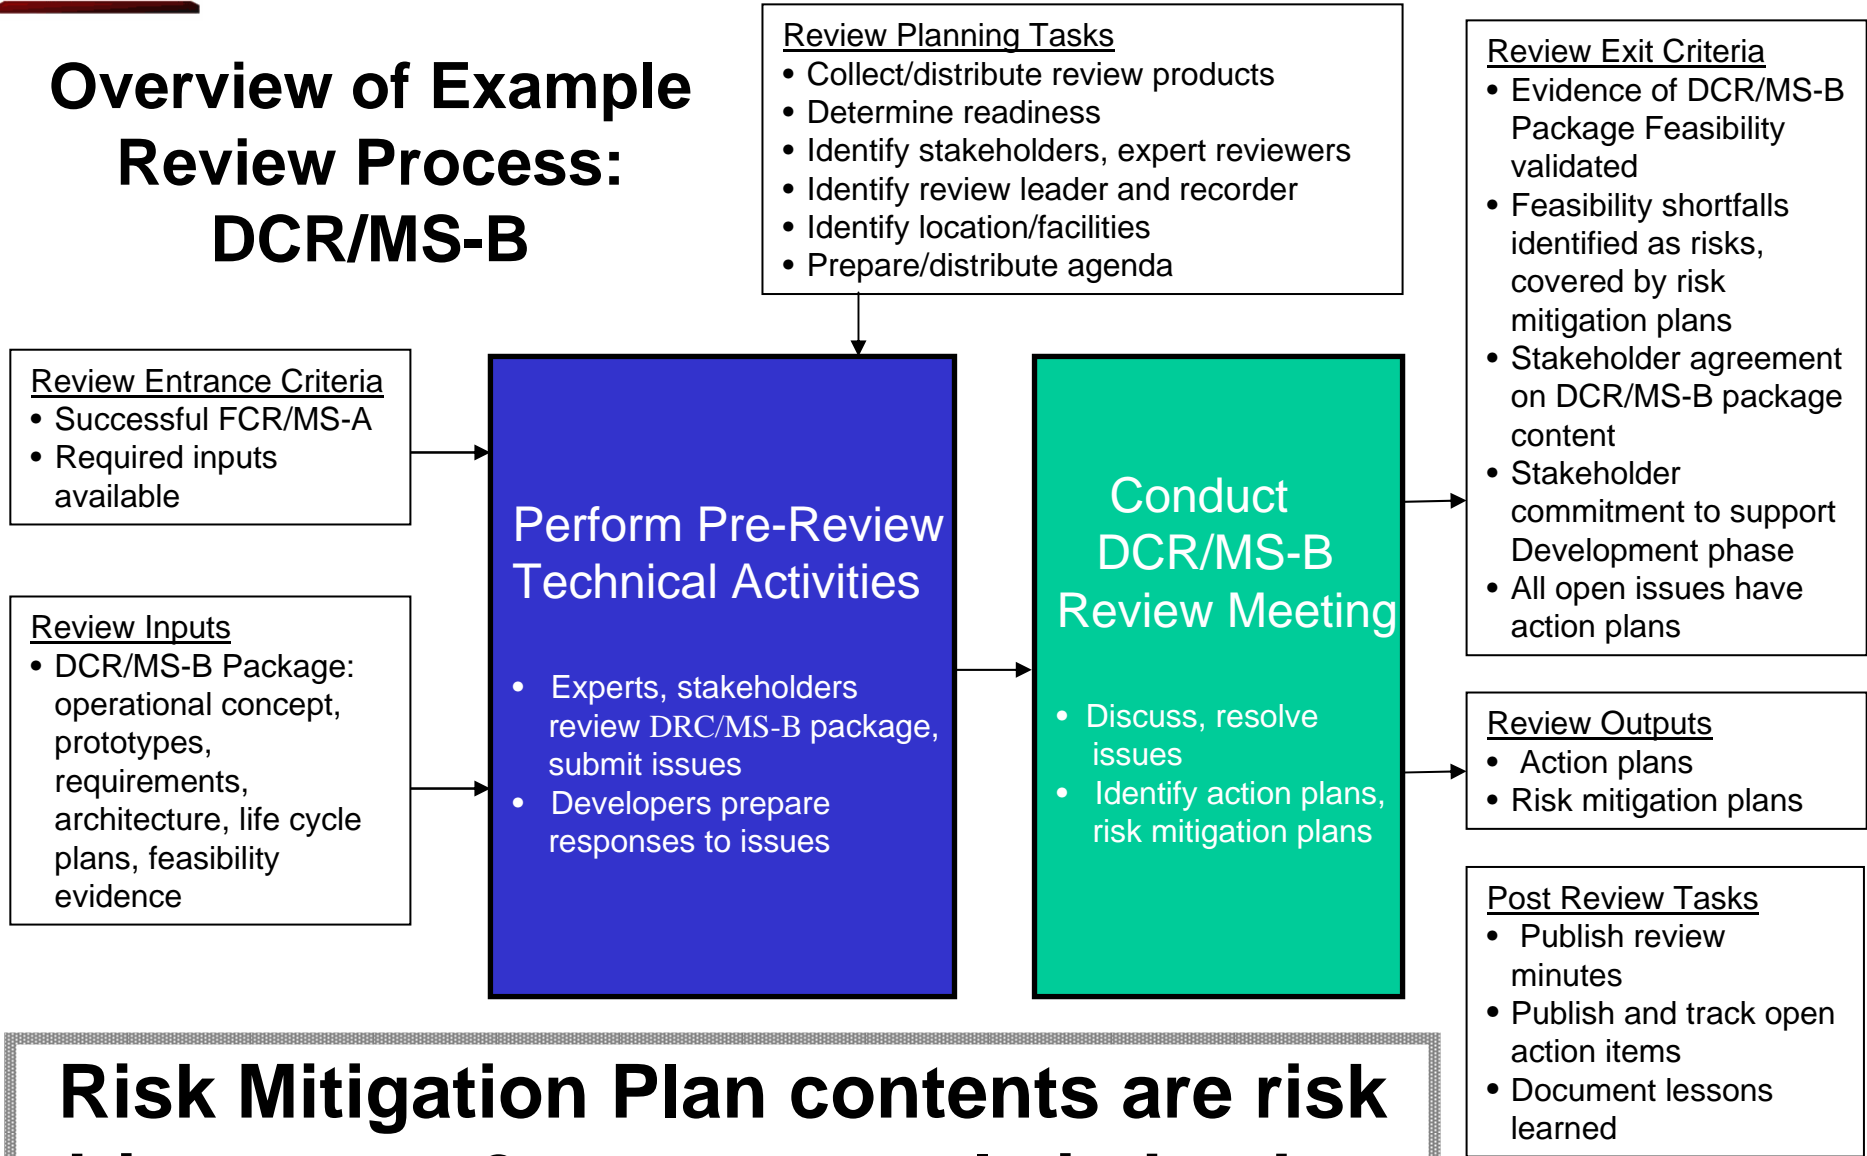 Overview of Example
Review Process:
DCR/MS-B
Review Planning Tasks
• Collect/distribute review products
• Determine readiness
• Identify stakeholders, expert reviewers
• Identify review leader and recorder
• Identify location/facilities
• Prepare/distribute agenda
Review Entrance Criteria
• Successful FCR/MS-A
• Required inputs
available
Review Inputs
• DCR/MS-B Package:
operational concept,
prototypes,
requirements,
architecture, life cycle
plans, feasibility
evidence
Perform Pre-Review
Technical Activities
• Experts, stakeholders
review DRC/MS-B package,
submit issues
• Developers prepare
responses to issues
Conduct
DCR/MS-B
Review Meeting
• Discuss, resolve
issues
• Identify action plans,
risk mitigation plans
Review Exit Criteria
• Evidence of DCR/MS-B
Package Feasibility
validated
• Feasibility shortfalls
identified as risks,
covered by risk
mitigation plans
• Stakeholder agreement
on DCR/MS-B package
content
• Stakeholder
commitment to support
Development phase
• All open issues have
action plans
Review Outputs
• Action plans
• Risk mitigation plans
Post Review Tasks
• Publish review
minutes
• Publish and track open
action items
• Document lessons
learned
Risk Mitigation Plan contents are risk